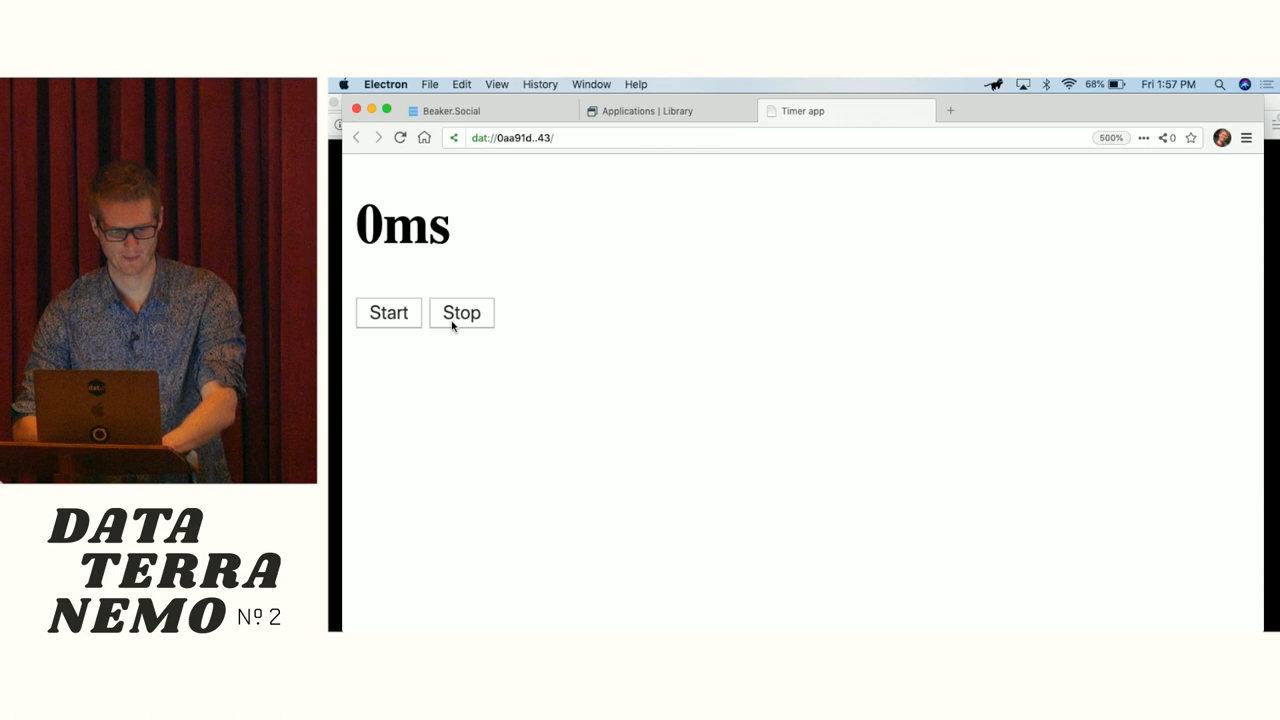 Electron File Edit View History Window Help 68% Fri 1:57 PM
Beaker.Social Applications | Library Timer app
dat://0aa91d..43/ 500% 0
0ms
Start Stop
dat
DATA
TERRA
NEMO Nº 2